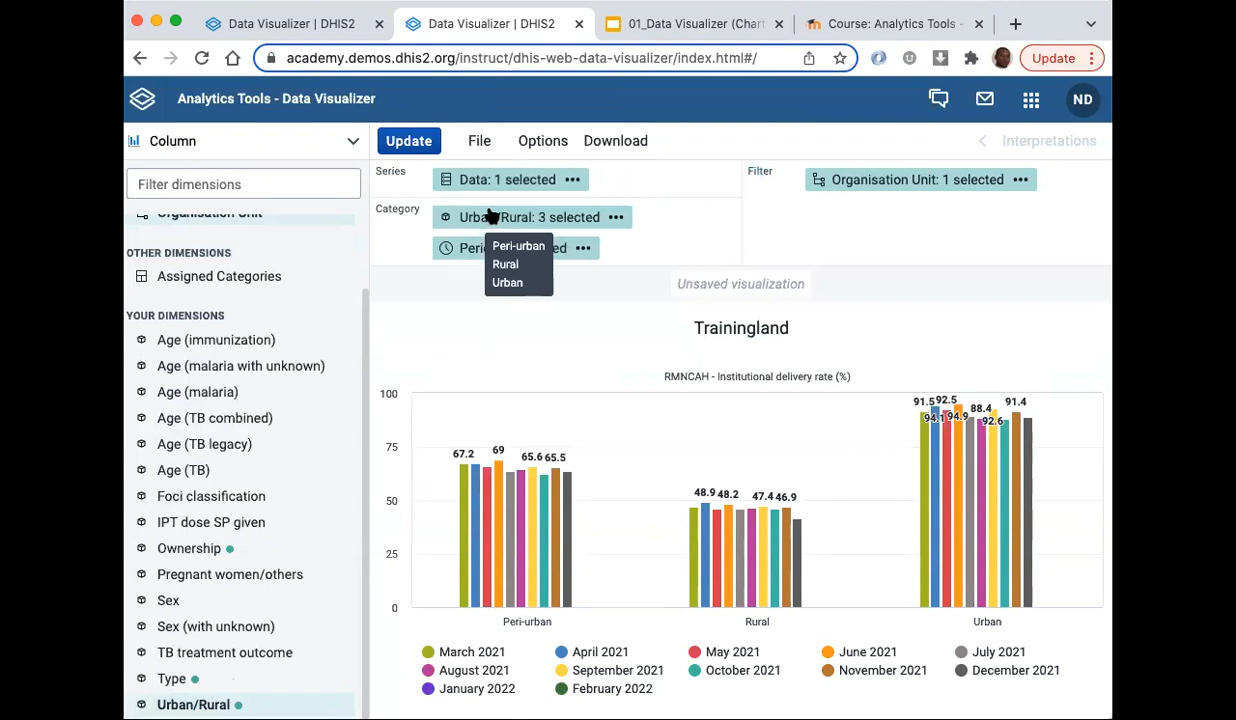 Data Visualizer | DHIS2
Data Visualizer | DHIS2
01_Data Visualizer (Chart
Course: Analytics Tools -
academy.demos.dhis2.org/instruct/dhis-web-data-visualizer/index.html#/
Update
Analytics Tools - Data Visualizer
ND
Column
Update
File
Options
Download
Interpretations
Filter dimensions
Organisation Unit
OTHER DIMENSIONS
Assigned Categories
YOUR DIMENSIONS
Age (immunization)
Age (malaria with unknown)
Age (malaria)
Age (TB combined)
Age (TB legacy)
Age (TB)
Foci classification
IPT dose SP given
Ownership
Pregnant women/others
Sex
Sex (with unknown)
TB treatment outcome
Type
Urban/Rural
Series
Data: 1 selected
Category
Urban/Rural: 3 selected
Peri
ed
Peri-urban
Rural
Urban
Filter
Organisation Unit: 1 selected
Unsaved visualization
Trainingland
RMNCAH - Institutional delivery rate (%)
100
75
50
25
0
67.2
69
65.6
65.5
48.9
48.2
47.4
46.9
91.5
94.1
92.5
94.9
88.4
92.6
91.4
Peri-urban
Rural
Urban
March 2021
April 2021
May 2021
June 2021
July 2021
August 2021
September 2021
October 2021
November 2021
December 2021
January 2022
February 2022